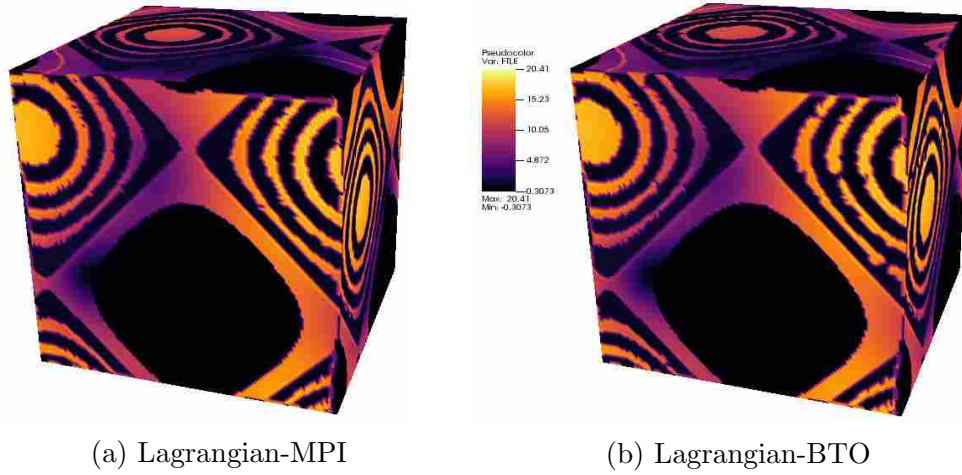 Pseudocolor
Var: FTLE
20.41
15.23
10.05
4.872
-0.3073
Max: 20.41
Min: -0.3073
(a) Lagrangian-MPI
(b) Lagrangian-BTO